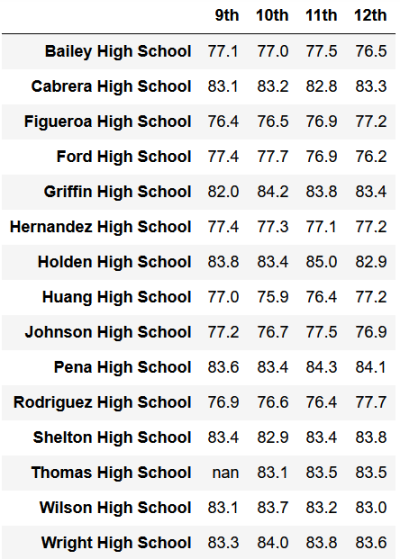 9th 10th 11th 12th
Bailey High School 77.1 77.0 77.5 76.5
Cabrera High School 83.1 83.2 82.8 83.3
Figueroa High School 76.4 76.5 76.9 77.2
Ford High School 77.4 77.7 76.9 76.2
Griffin High School 82.0 84.2 83.8 83.4
Hernandez High School 77.4 77.3 77.1 77.2
Holden High School 83.8 83.4 85.0 82.9
Huang High School 77.0 75.9 76.4 77.2
Johnson High School 77.2 76.7 77.5 76.9
Pena High School 83.6 83.4 84.3 84.1
Rodriguez High School 76.9 76.6 76.4 77.7
Shelton High School 83.4 82.9 83.4 83.8
Thomas High School nan 83.1 83.5 83.5
Wilson High School 83.1 83.7 83.2 83.0
Wright High School 83.3 84.0 83.8 83.6